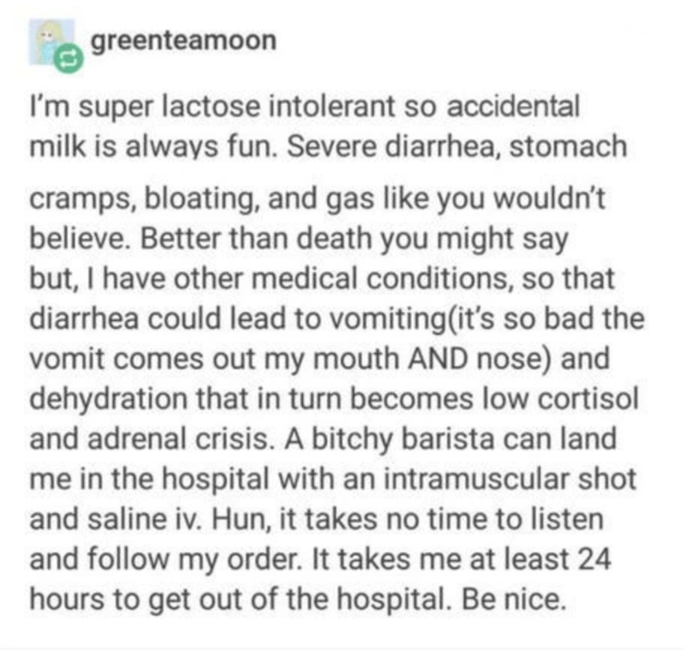 greenteamoon
I'm super lactose intolerant so accidental
milk is always fun. Severe diarrhea, stomach
cramps, bloating, and gas like you wouldn't
believe. Better than death you might say
but, I have other medical conditions, so that
diarrhea could lead to vomiting(it's so bad the
vomit comes out my mouth AND nose) and
dehydration that in turn becomes low cortisol
and adrenal crisis. A bitchy barista can land
me in the hospital with an intramuscular shot
and saline iv. Hun, it takes no time to listen
and follow my order. It takes me at least 24
hours to get out of the hospital. Be nice.